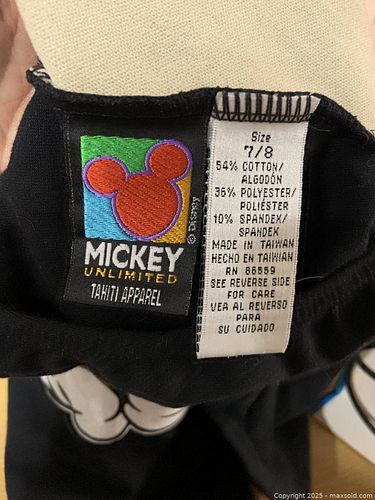 MICKEY
UNLIMITED
TAHITI APPAREL
© Disney
Size
7/8
54% COTTON/
ALGODÓN
36% POLYESTER/
POLIÉSTER
10% SPANDEX/
SPANDEX
MADE IN TAIWAN
HECHO EN TAIWIAN
RN 86559
SEE REVERSE SIDE
FOR CARE
VEA AL REVERSO
PARA
SU CUIDADO
Copyright 2025 - maxsold.com